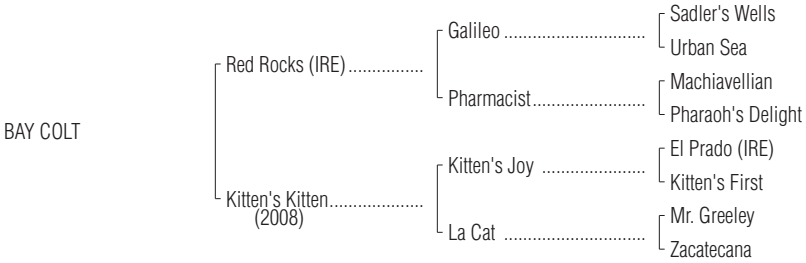 Sadler's Wells
Galileo ..............................
Urban Sea
Red Rocks (IRE)................
Machiavellian
Pharmacist........................
Pharaoh's Delight
BAY COLT
El Prado (IRE)
Kitten's Joy ......................
Kitten's First
Kitten's Kitten....................
(2008)
Mr. Greeley
La Cat ..............................
Zacatecana